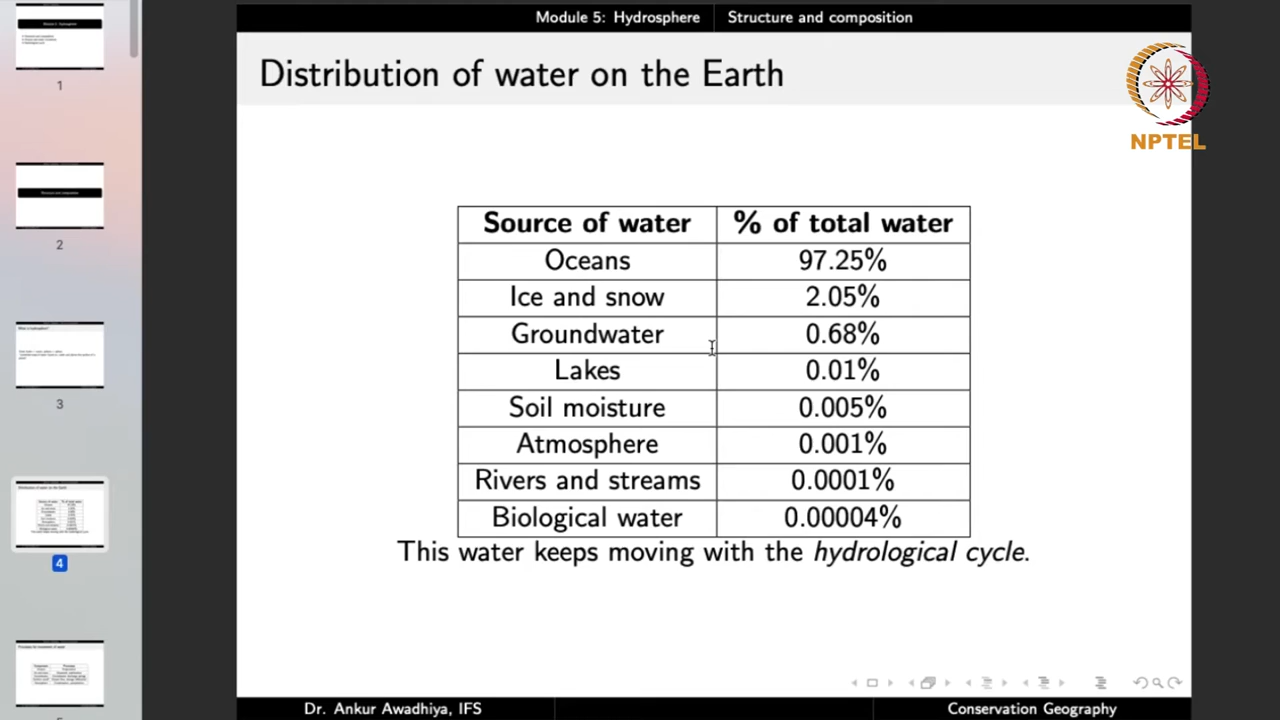 Module 5: Hydrosphere Structure and composition
Distribution of water on the Earth
NPTEL
Source of water % of total water
Oceans 97.25%
Ice and snow 2.05%
Groundwater 0.68%
Lakes 0.01%
Soil moisture 0.005%
Atmosphere 0.001%
Rivers and streams 0.0001%
Biological water 0.00004%
This water keeps moving with the hydrological cycle.
Dr. Ankur Awadhiya, IFS Conservation Geography
1
2
3
4